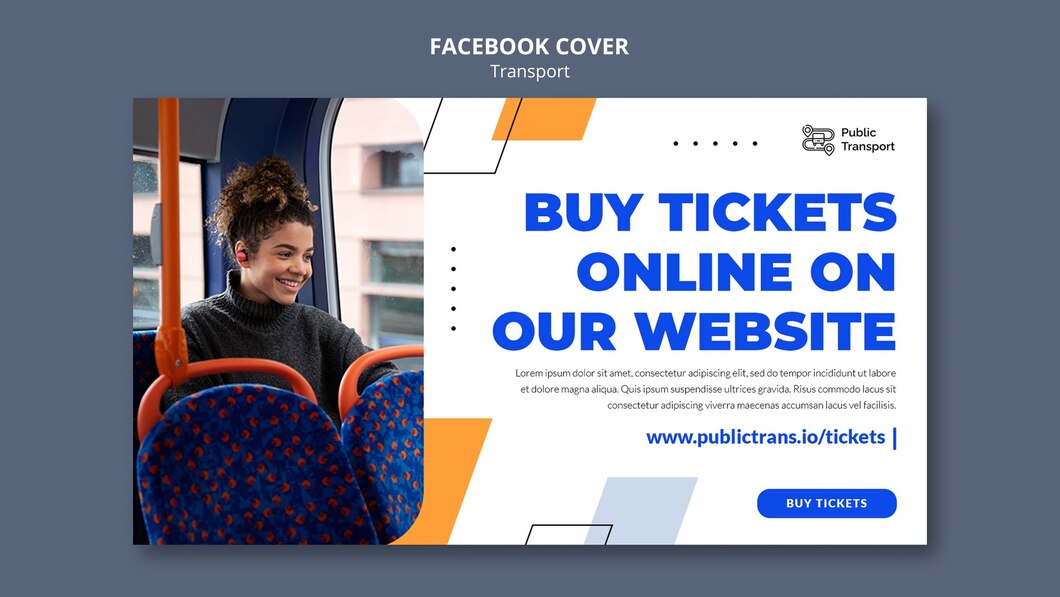 FACEBOOK COVER
Transport
Public
Transport
BUY TICKETS
ONLINE ON
OUR WEBSITE
Lorem ipsum dolor sit amet, consectetur adipiscing elit, sed do tempor incididunt ut labore
et dolore magna aliqua. Quis ipsum suspendisse ultrices gravida. Risus commodo lacus sit
consectetur adipiscing viverra maecenas accumsan lacus vel facilisis.
www.publictrans.io/tickets
BUY TICKETS